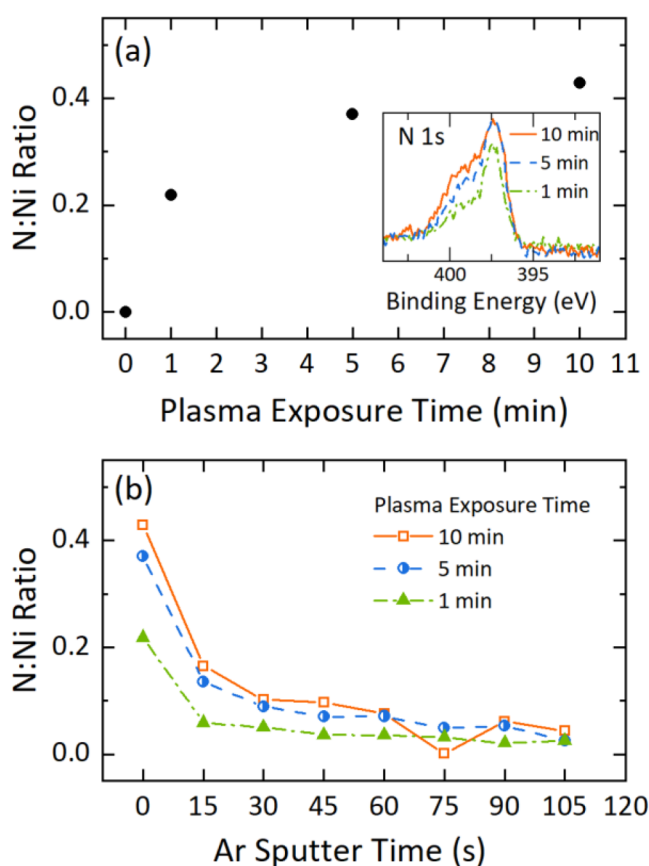 (a)
N:Ni Ratio
0.4
0.2
0.0
N 1s
10 min
5 min
1 min
400 395
Binding Energy (eV)
0 1 2 3 4 5 6 7 8 9 10 11
Plasma Exposure Time (min)
(b)
N:Ni Ratio
0.4
0.2
0.0
Plasma Exposure Time
10 min
5 min
1 min
0 15 30 45 60 75 90 105 120
Ar Sputter Time (s)